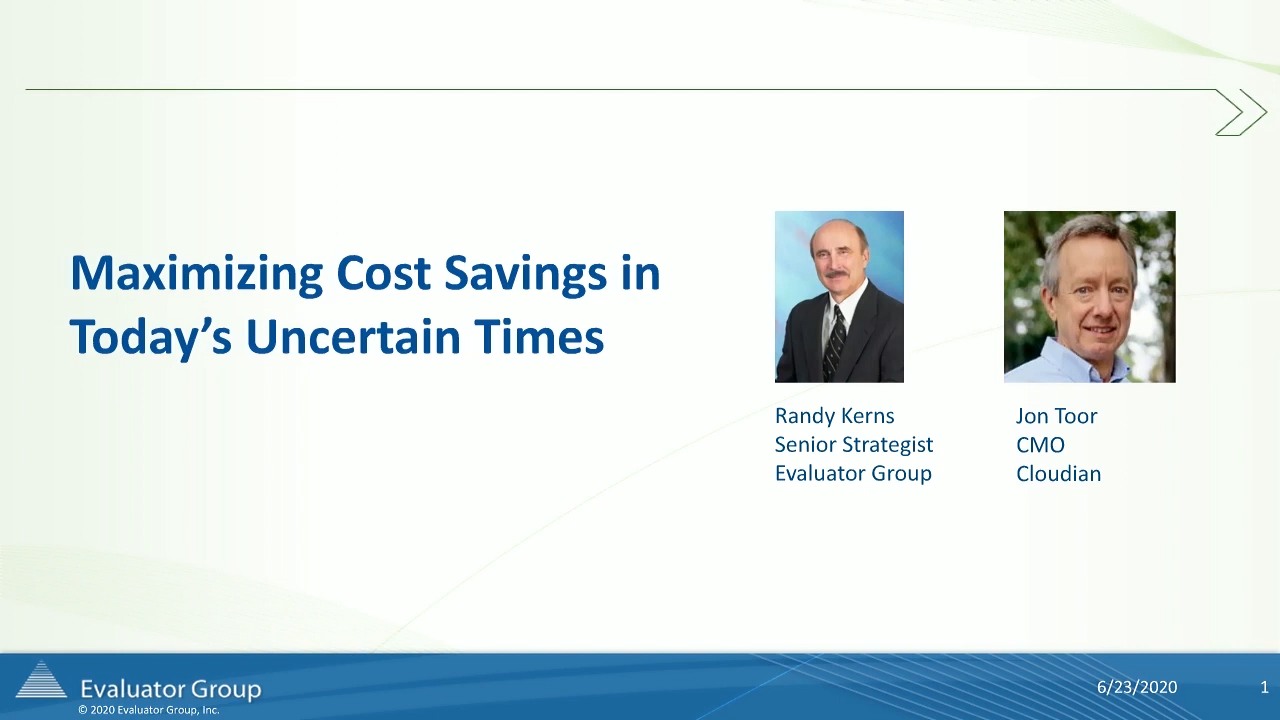 Maximizing Cost Savings in
Today’s Uncertain Times
Randy Kerns
Senior Strategist
Evaluator Group
Jon Toor
CMO
Cloudian
Evaluator Group
© 2020 Evaluator Group, Inc.
6/23/2020
1